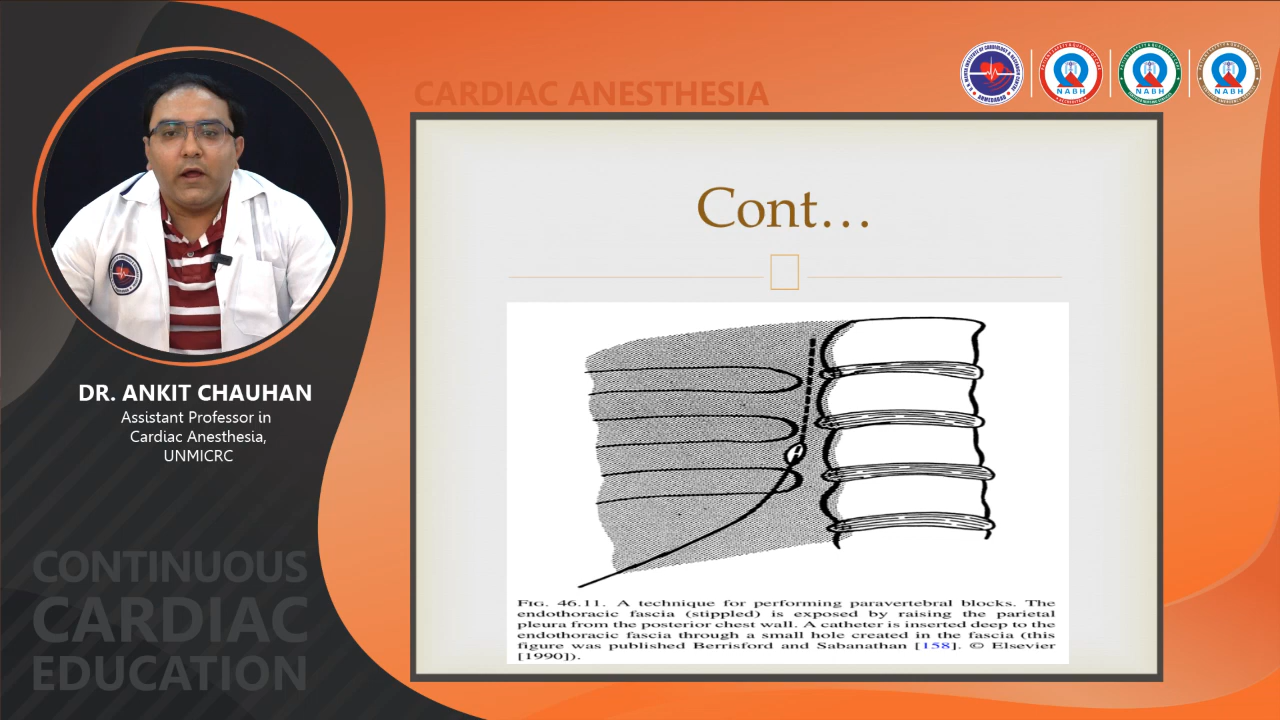 CARDIAC ANESTHESIA
NABH
NABH
NABH
Cont...
DR. ANKIT CHAUHAN
Assistant Professor in
Cardiac Anesthesia,
UNMICRC
CONTINUOUS
CARDIAC
EDUCATION
FIG. 46.11. A technique for performing paravertebral blocks. The
endothoracic fascia (stippled) is exposed by raising the parietal
pleura from the posterior chest wall. A catheter is inserted deep to the
endothoracic fascia through a small hole created in the fascia (this
figure was published Berrisford and Sabanathan [158]. © Elsevier
[1990]).